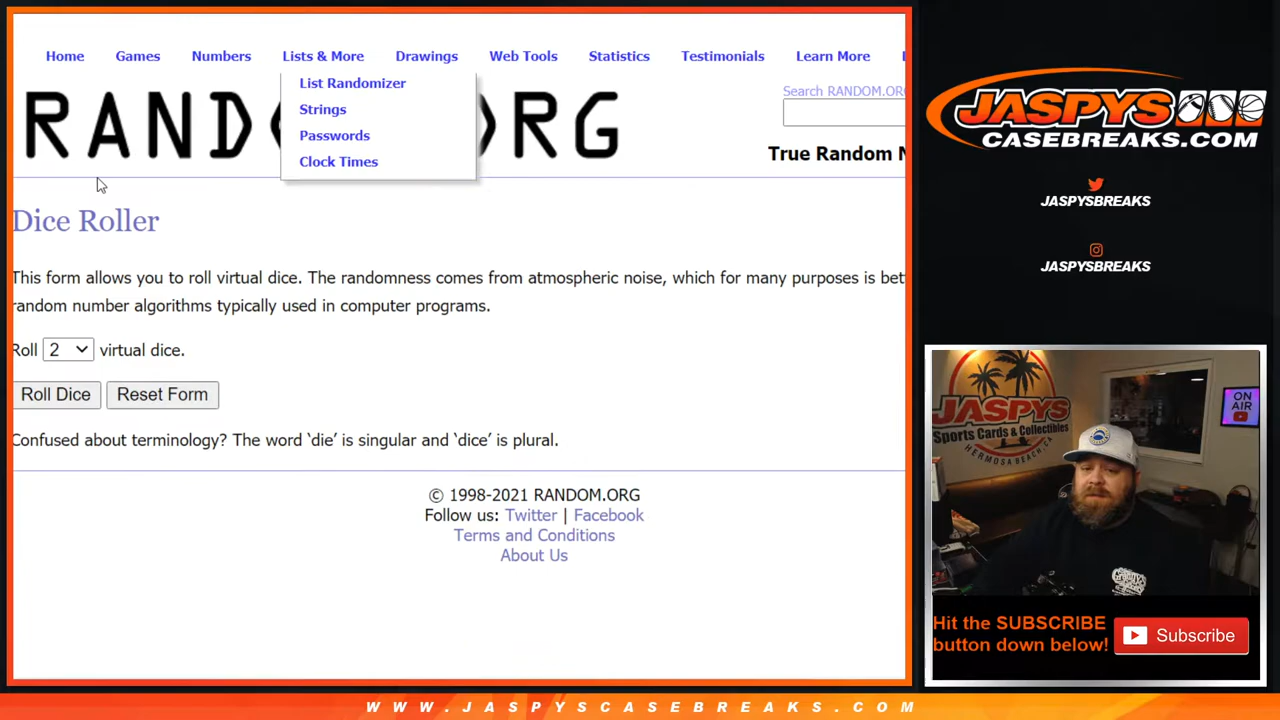 Home Games Numbers Lists & More Drawings Web Tools Statistics Testimonials Learn More
List Randomizer
Strings
Passwords
Clock Times
Search RANDOM.ORG
True Random
Dice Roller
This form allows you to roll virtual dice. The randomness comes from atmospheric noise, which for many purposes is
random number algorithms typically used in computer programs.
Roll 2 virtual dice.
Roll Dice Reset Form
Confused about terminology? The word ‘die’ is singular and ‘dice’ is plural.
© 1998-2021 RANDOM.ORG
Follow us: Twitter | Facebook
Terms and Conditions
About Us
JASPYS
CASEBREAKS.COM
JASPYSBREAKS
JASPYSBREAKS
JASPYS
Sports Cards & Collectibles
HERMOSA BEACH, CA
ON
AIR
Hit the SUBSCRIBE
button down below!
Subscribe
WWW.JASPYSCASEBREAKS.COM